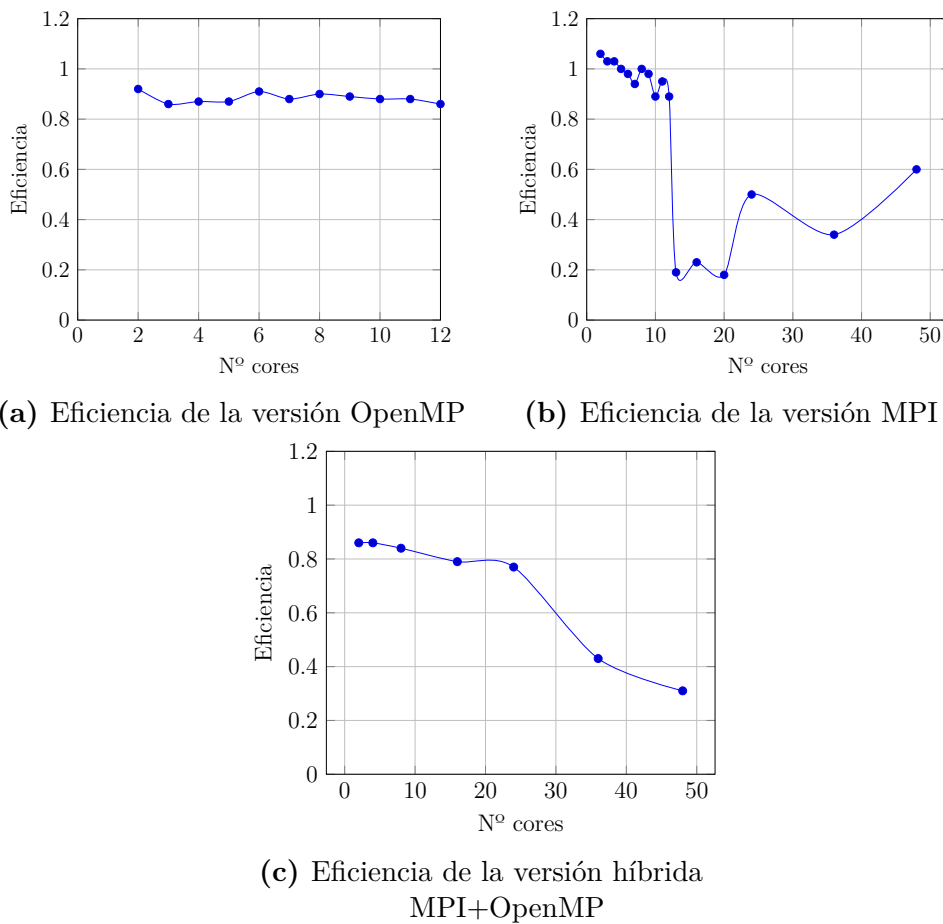 1.2
1
0.8
0.6
0.4
0.2
0
0 2 4 6 8 10 12
Eficiencia
Nº cores
(a) Eficiencia de la versión OpenMP
1.2
1
0.8
0.6
0.4
0.2
0
0 10 20 30 40 50
Eficiencia
Nº cores
(b) Eficiencia de la versión MPI
1.2
1
0.8
0.6
0.4
0.2
0
0 10 20 30 40 50
Eficiencia
Nº cores
(c) Eficiencia de la versión híbrida
MPI+OpenMP